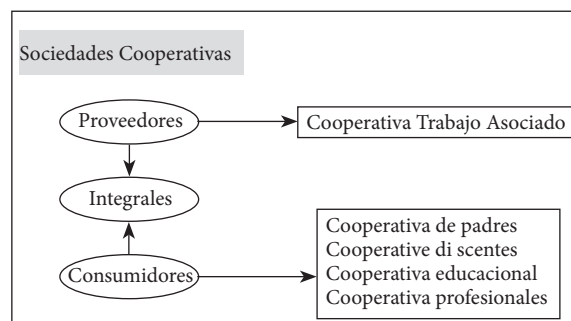 Sociedades Cooperativas
Proveedores
Cooperativa Trabajo Asociado
Integrales
Consumidores
Cooperativa de padres
Cooperative di scentes
Cooperativa educacional
Cooperativa profesionales